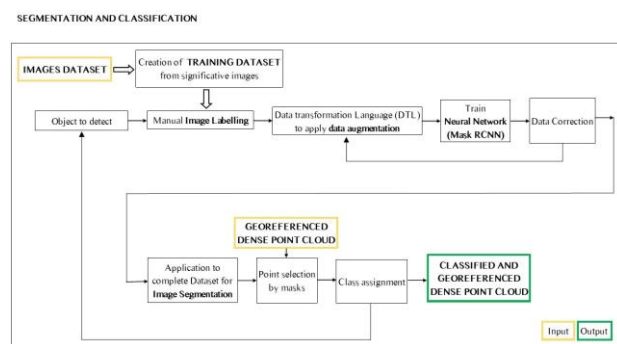 SEGMENTATION AND CLASSIFICATION
IMAGES DATASET
Creation of TRAINING DATASET
from significative images
Object to detect
Manual Image Labelling
Data transformation Language (DTL)
to apply data augmentation
Train
Neural Network
(Mask RCNN)
Data Correction
GEOREFERENCED
DENSE POINT CLOUD
Application to
complete Dataset for
Image Segmentation
Point selection
by masks
Class assignment
CLASSIFIED AND
GEOREFERENCED
DENSE POINT CLOUD
Input
Output